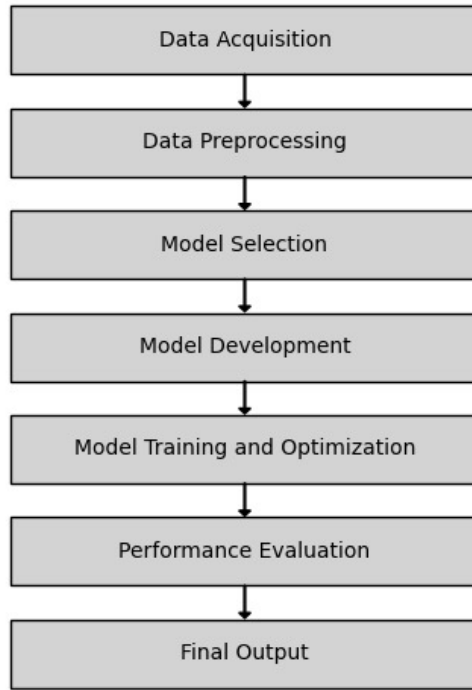 Data Acquisition
Data Preprocessing
Model Selection
Model Development
Model Training and Optimization
Performance Evaluation
Final Output